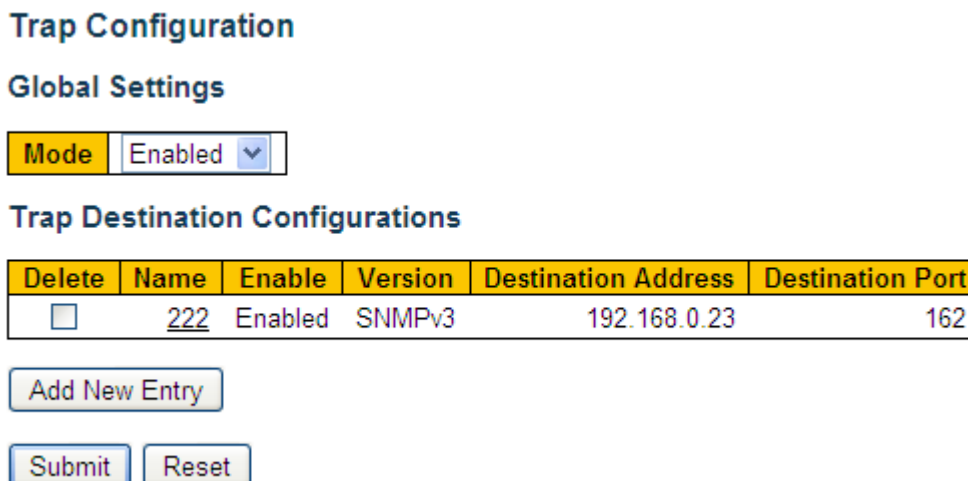 Trap Configuration
Global Settings
Mode Enabled
Trap Destination Configurations
Delete Name Enable Version Destination Address Destination Port
222 Enabled SNMPv3 192.168.0.23 162
Add New Entry
Submit Reset